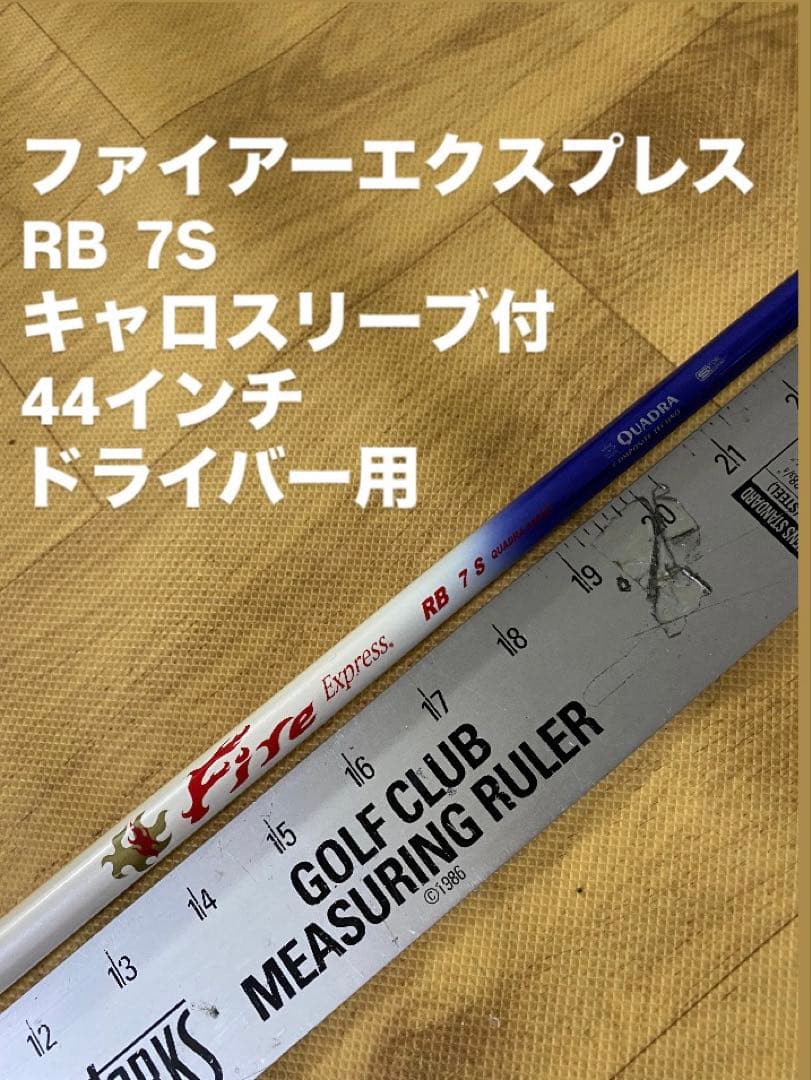 ファイアーエクスプレス
RB 7S
キャロスリーブ付
44インチ
ドライバー用
QUADRA
COMPOSITE TECHNO
RB 7 S
Fire Express
12
13
14
15
16
17
18
19
20
21
GOLF CLUB
MEASURING RULER
©1986